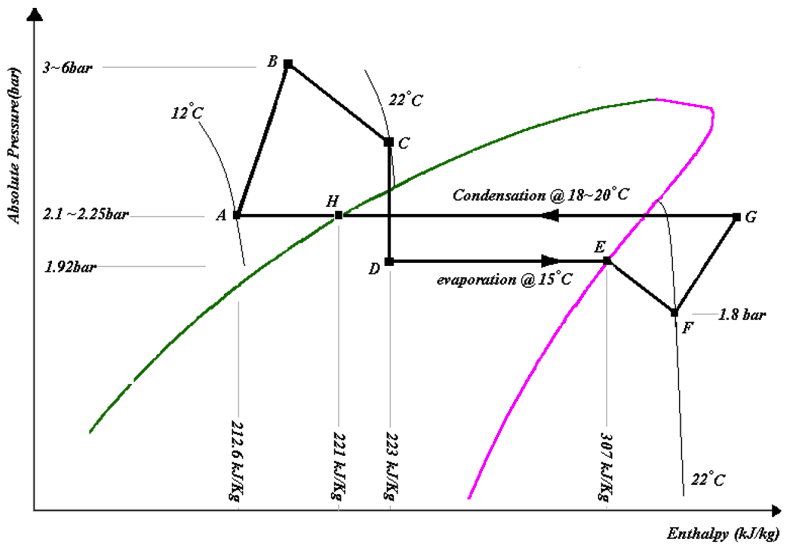 Absolute Pressure(bar)
3~6bar
B
12°C
22°C
C
H
Condensation @ 18~20°C
2.1 ~2.25bar
A
G
E
1.92bar
D
evaporation @ 15°C
F
1.8 bar
212.6 kJ/Kg
221 kJ/Kg
223 kJ/Kg
307 kJ/Kg
22°C
Enthalpy (kJ/kg)